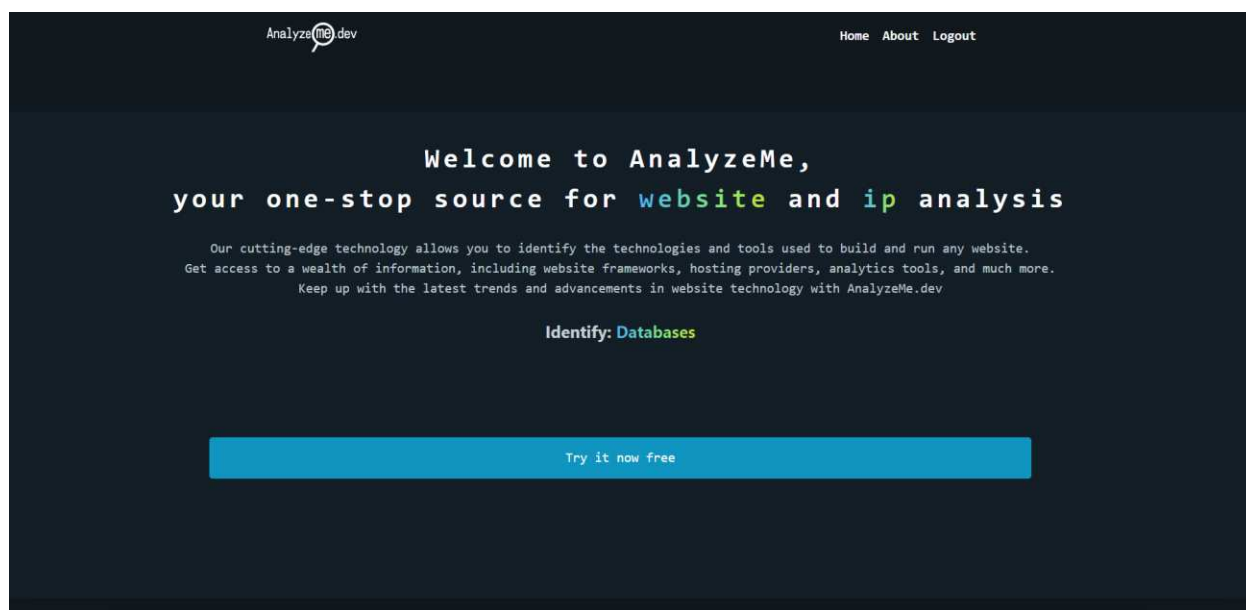 Analyze me .dev
Home About Logout
Welcome to AnalyzeMe,
your one-stop source for website and ip analysis
Our cutting-edge technology allows you to identify the technologies and tools used to build and run any website.
Get access to a wealth of information, including website frameworks, hosting providers, analytics tools, and much more.
Keep up with the latest trends and advancements in website technology with AnalyzeMe.dev
Identify: Databases
Try it now free